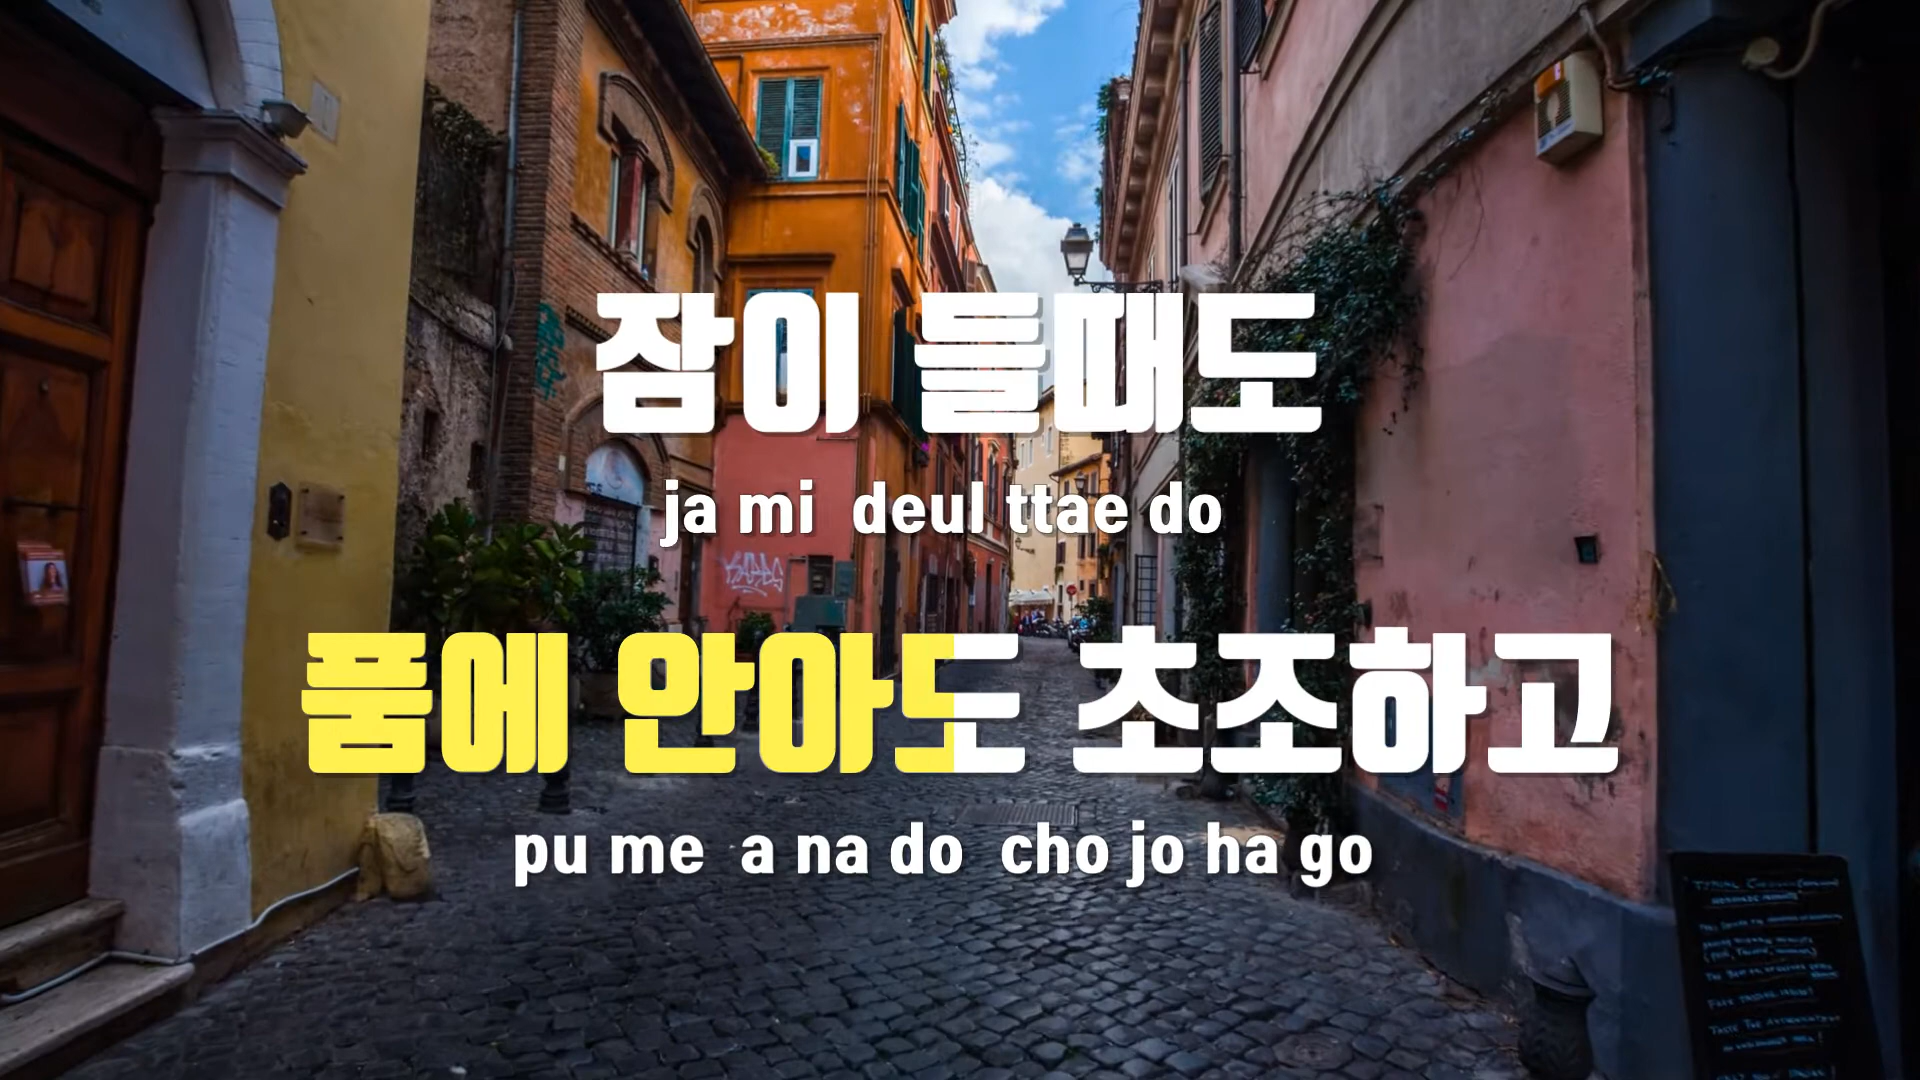 잠이 들때도
ja mi deul ttae do
품에 안아도 초조하고
pu me a na do cho jo ha go